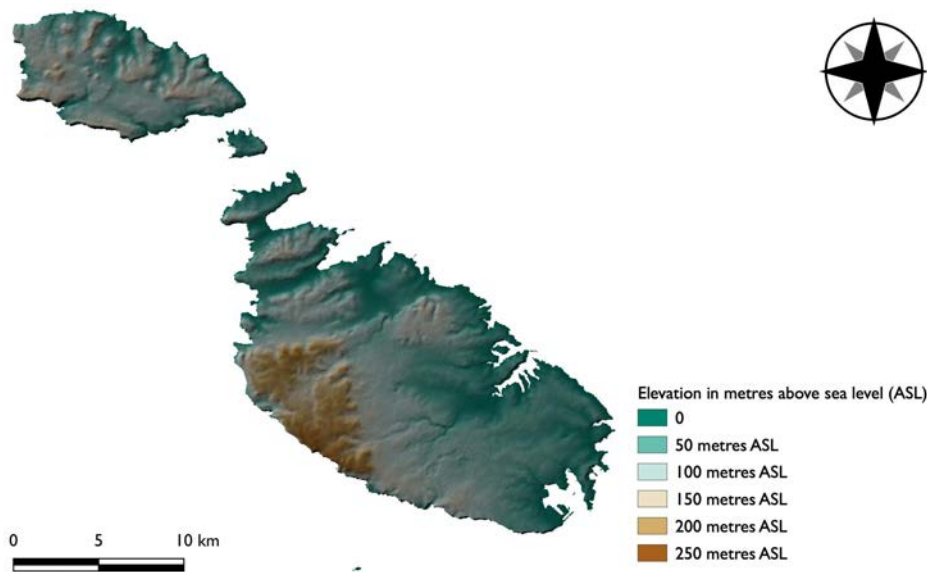 Elevation in metres above sea level (ASL)
0
50 metres ASL
100 metres ASL
150 metres ASL
200 metres ASL
250 metres ASL
0 5 10 km